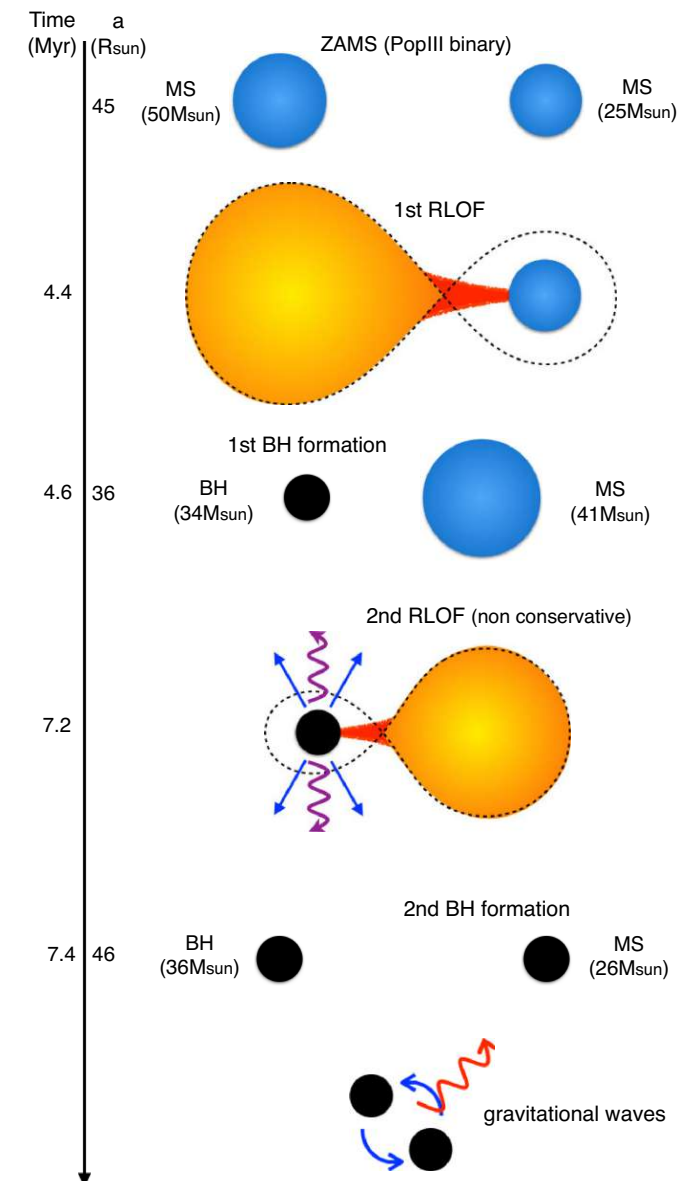 Time a
(Myr) (Rsun)
ZAMS (PopIII binary)
MS
(50Msun)
45
MS
(25Msun)
1st RLOF
4.4
1st BH formation
4.6 36
BH
(34Msun)
MS
(41Msun)
2nd RLOF (non conservative)
7.2
2nd BH formation
7.4 46
BH
(36Msun)
MS
(26Msun)
gravitational waves